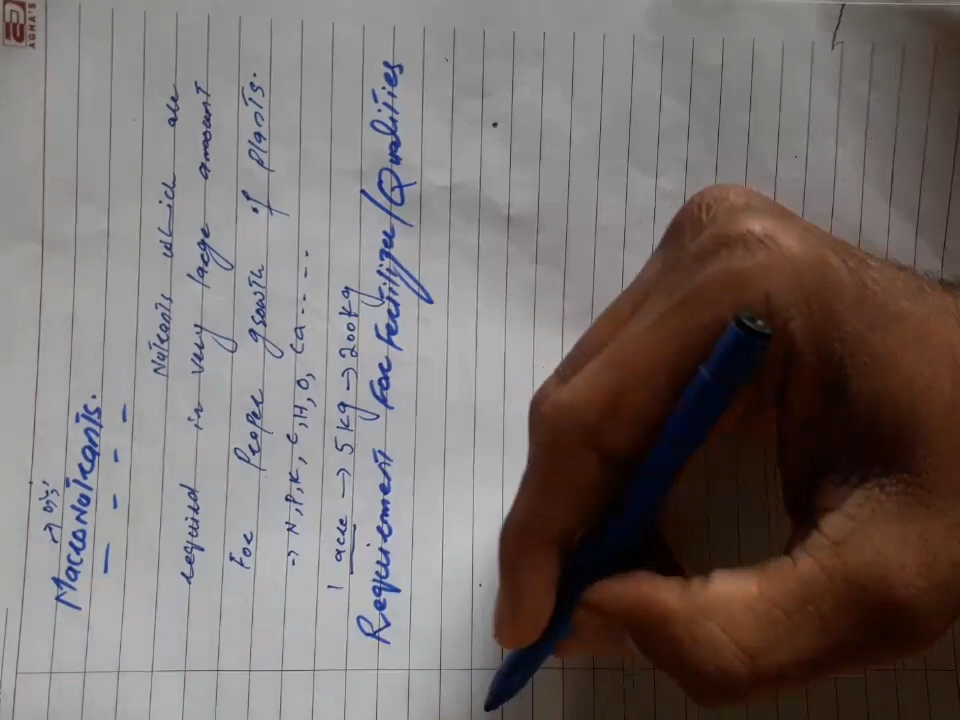 AGHA'S
MacroNutrients.
Nutrients which are
required in very large amount
For Proper growth of plants.
→ N, P, K, C, H, O, Ca.....
1 acre → 5 kg → 200 kg
Requirement For Fertilizer/Qualities